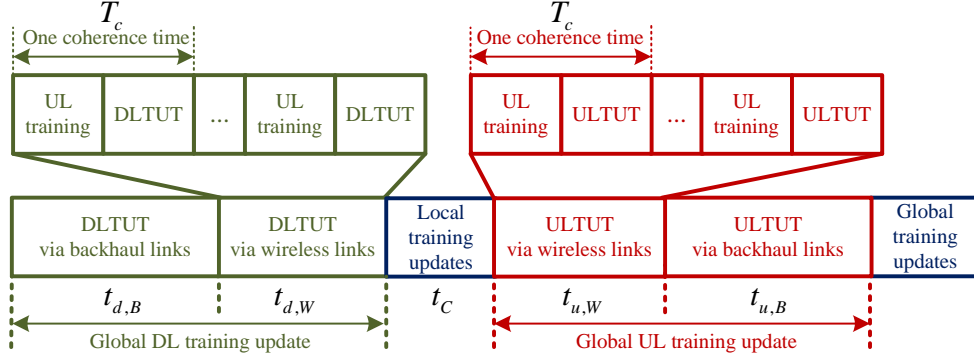 T_c
T_c
One coherence time
One coherence time
UL training
DLTUT
...
UL training
DLTUT
UL training
ULTUT
...
UL training
ULTUT
DLTUT
via backhaul links
DLTUT
via wireless links
Local
training
updates
ULTUT
via wireless links
ULTUT
via backhaul links
Global
training
updates
t_{d,B}
t_{d,W}
t_C
t_{u,W}
t_{u,B}
Global DL training update
Global UL training update